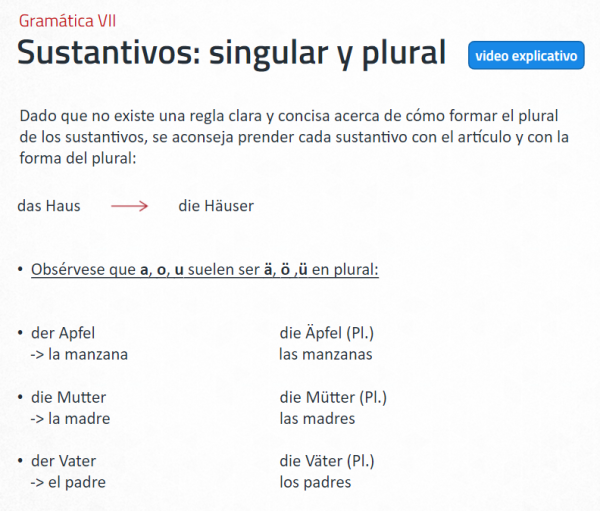 Gramática VII
Sustantivos: singular y plural
video explicativo
Dado que no existe una regla clara y concisa acerca de cómo formar el plural
de los sustantivos, se aconseja prender cada sustantivo con el artículo y con la
forma del plural:
das Haus → die Häuser
• Obsérvese que a, o, u suelen ser ä, ö ,ü en plural:
• der Apfel die Äpfel (Pl.)
-> la manzana las manzanas
• die Mutter die Mütter (Pl.)
-> la madre las madres
• der Vater die Väter (Pl.)
-> el padre los padres